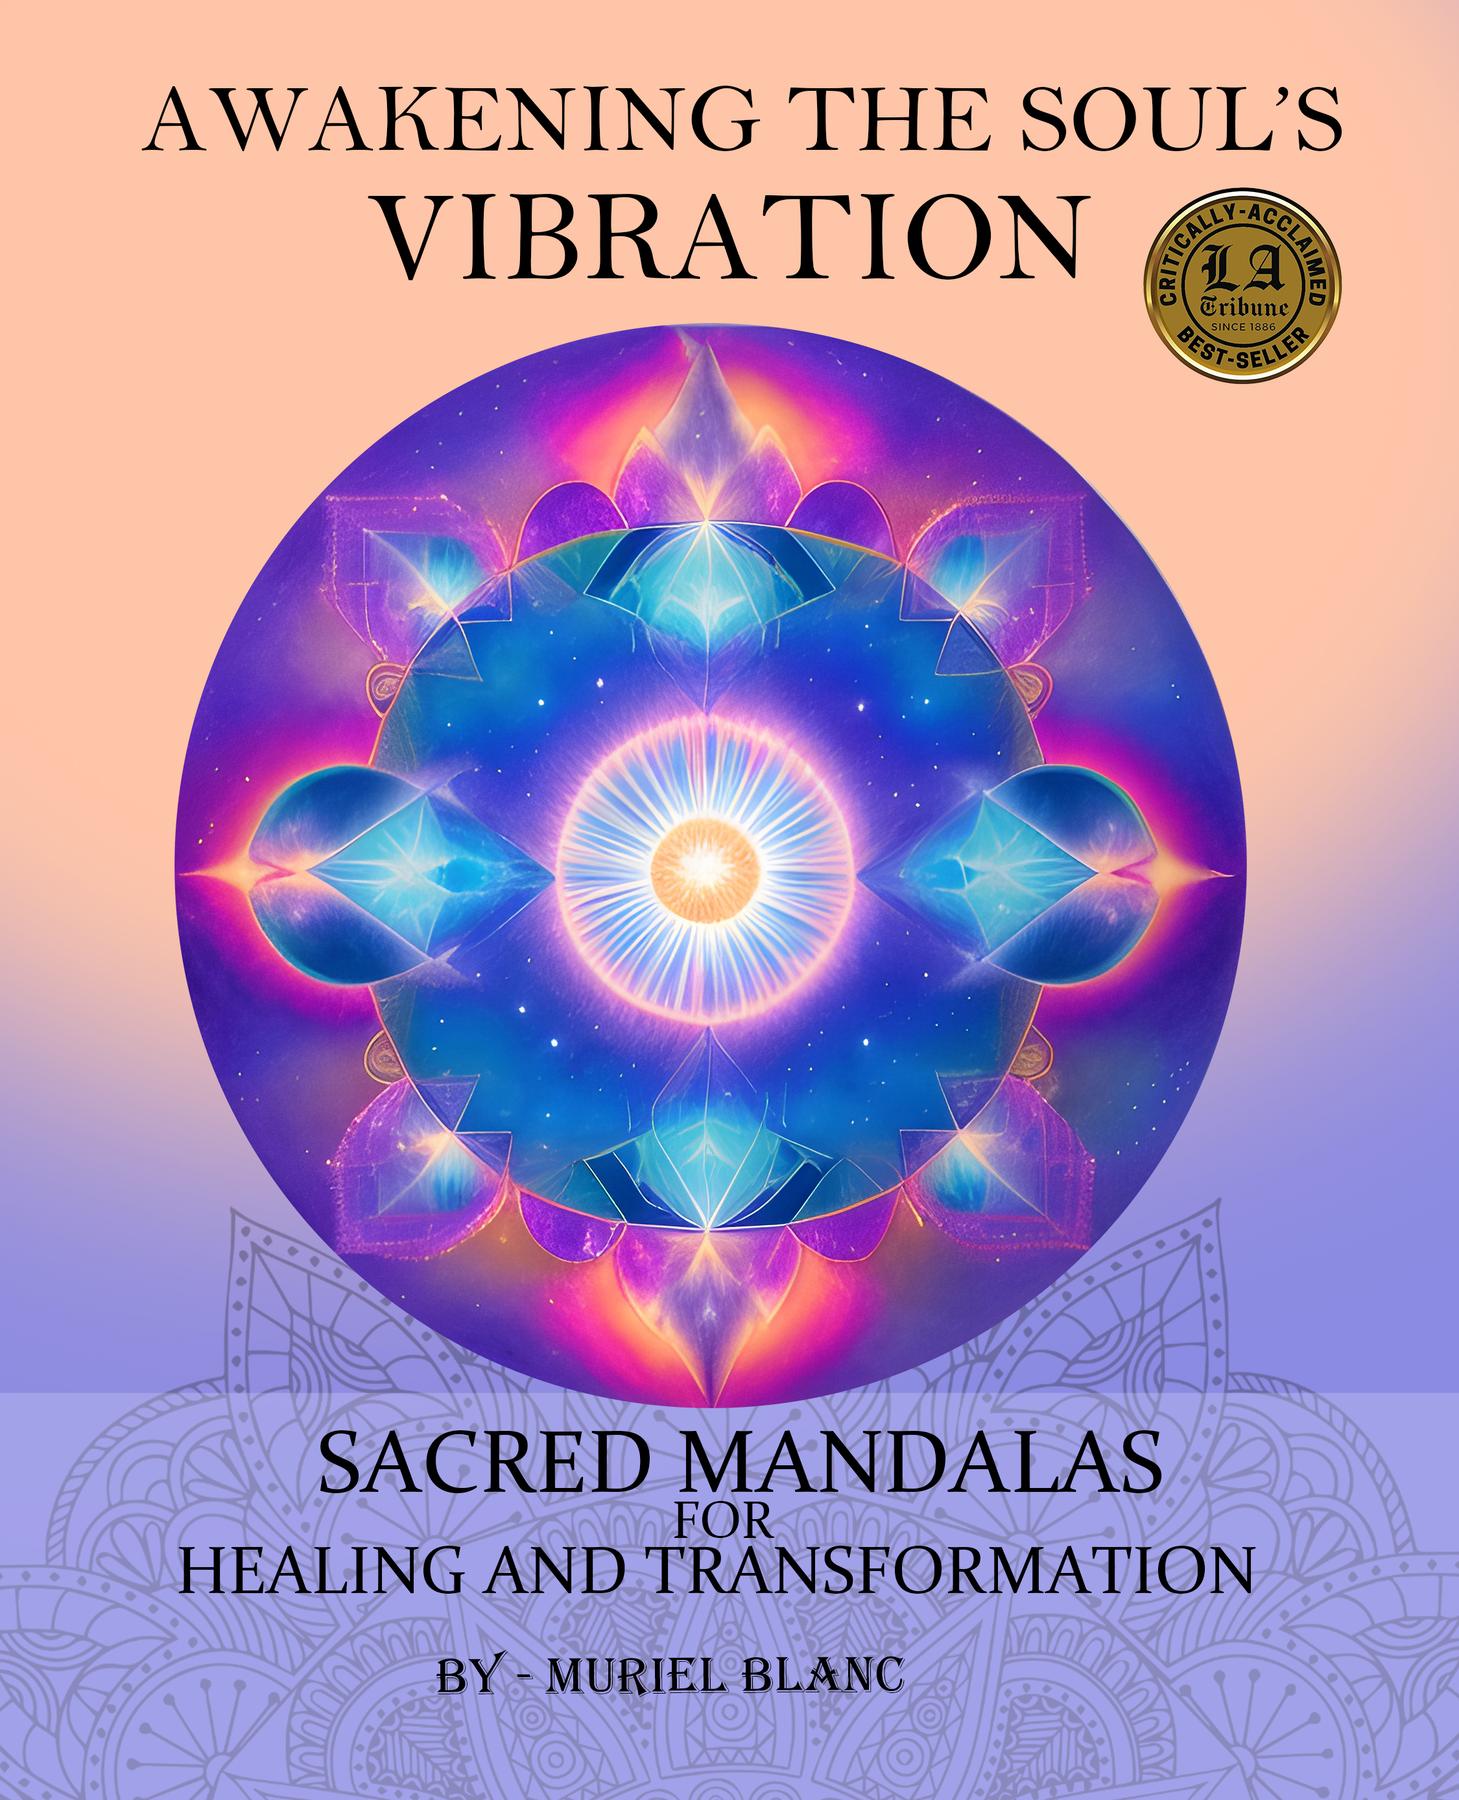 AWAKENING THE SOUL'S
VIBRATION
CRITICALLY-ACCLAIMED
LA
Tribune
SINCE 1886
BEST-SELLER
SACRED MANDALAS
FOR
HEALING AND TRANSFORMATION
BY - MURIEL BLANC